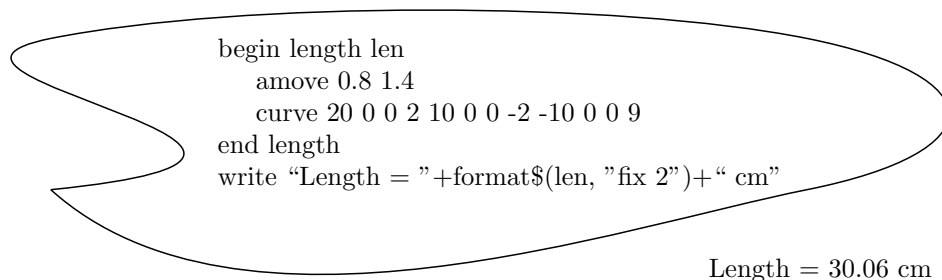 begin length len
amove 0.8 1.4
curve 20 0 0 2 10 0 0 -2 -10 0 0 9
end length
write “Length = ”+format$(len, ”fix 2”)+“ cm”
Length = 30.06 cm